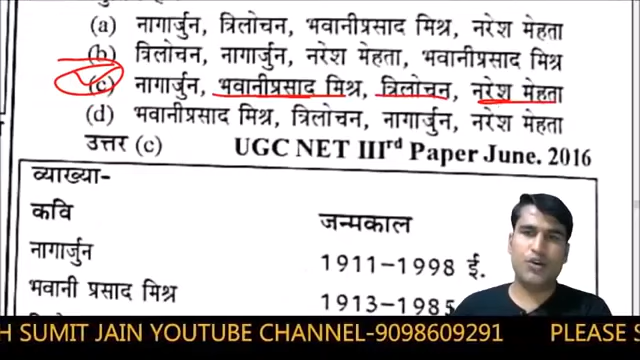 (a) नागार्जुन, त्रिलोचन, भवानीप्रसाद मिश्र, नरेश मेहता
(b) त्रिलोचन, नागार्जुन, नरेश मेहता, भवानीप्रसाद मिश्र
(c) नागार्जुन, भवानीप्रसाद मिश्र, त्रिलोचन, नरेश मेहता
(d) भवानीप्रसाद मिश्र, त्रिलोचन, नागार्जुन, नरेश मेहता
उत्तर (c) UGC NET IIIrd Paper June. 2016
व्याख्या-
कवि जन्मकाल
नागार्जुन 1911–1998 ई.
भवानी प्रसाद मिश्र 1913–1985
SUMIT JAIN YOUTUBE CHANNEL-9098609291 PLEASE